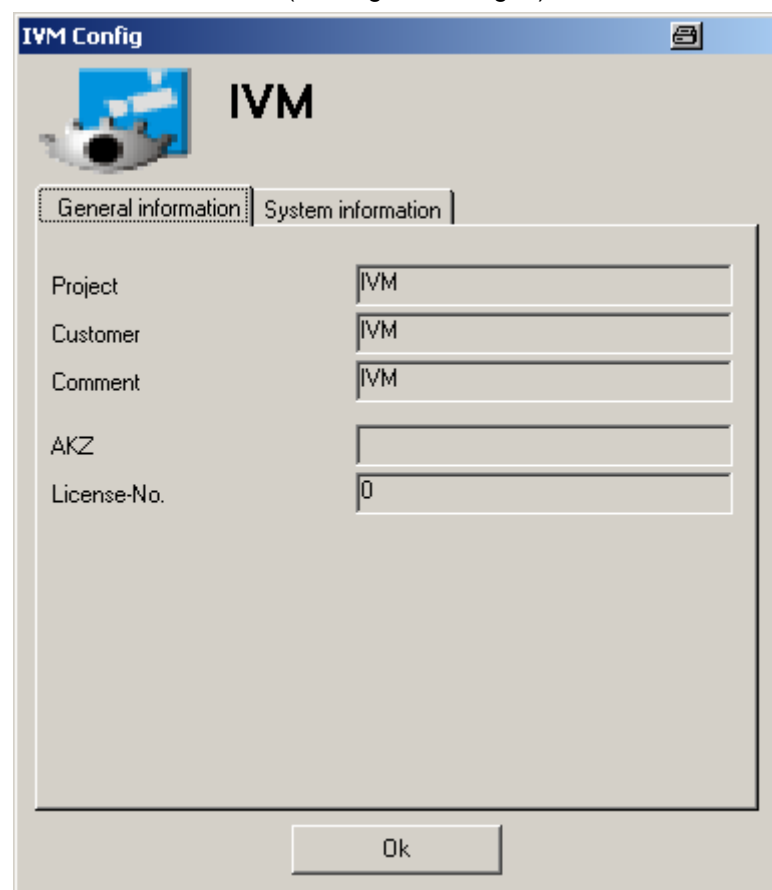 IVM Config
IVM
General information System information
Project IVM
Customer IVM
Comment IVM
AKZ
License-No. 0
Ok